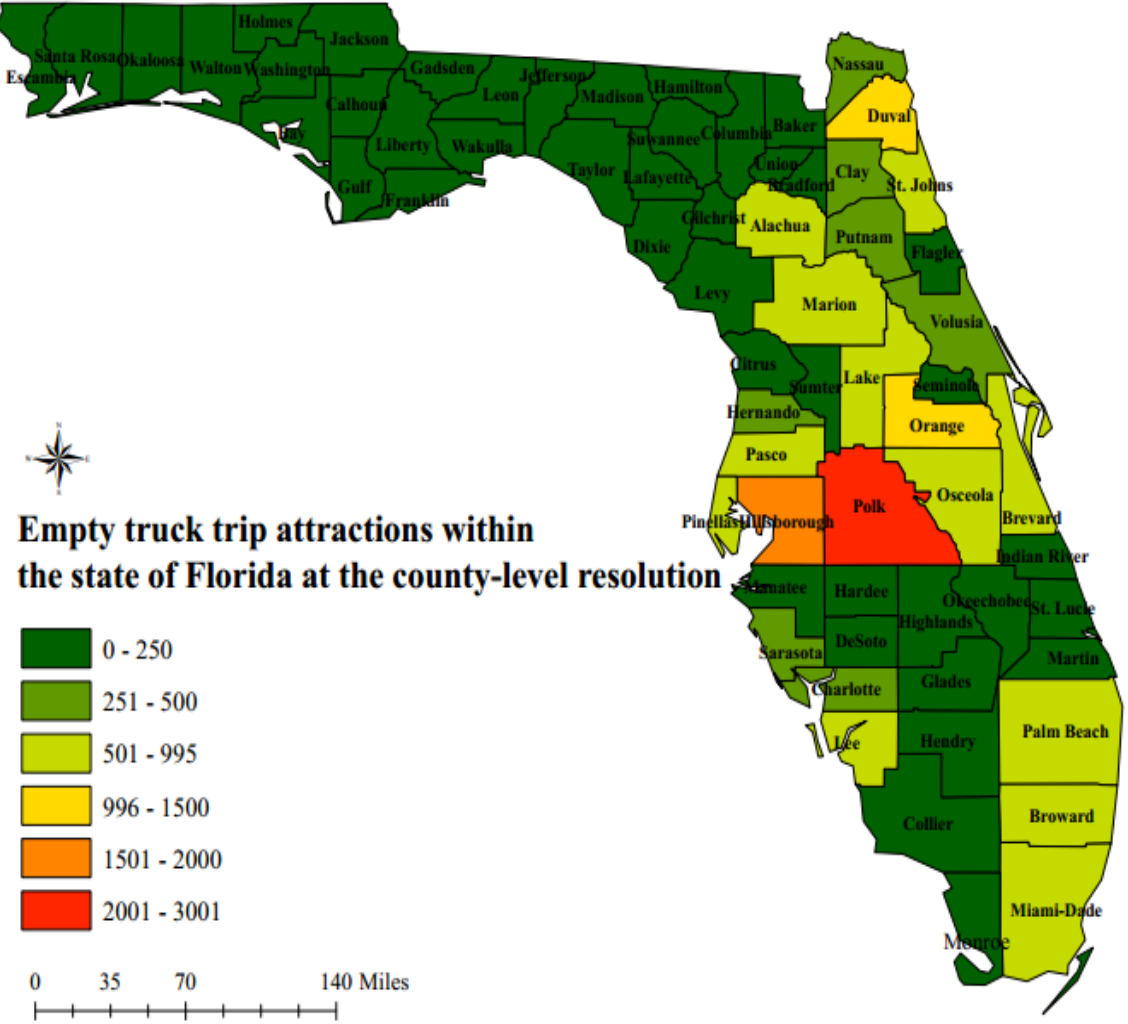 Holmes
Jackson
Santa Rosa
Okaloosa
Walton
Washington
Escambia
Gadsden
Jefferson
Leon
Madison
Hamilton
Nassau
Calhoun
Bay
Liberty
Wakulla
Suwannee
Columbia
Baker
Duval
Taylor
Lafayette
Union
Bradford
Clay
St. Johns
Gulf
Franklin
Gilchrist
Alachua
Putnam
Dixie
Flagler
Levy
Marion
Volusia
Citrus
Sumter
Lake
Seminole
Hernando
Orange
Pasco
Polk
Osceola
Pinellas
Hillsborough
Brevard
N
W
E
S
Empty truck trip attractions within
the state of Florida at the county-level resolution
Indian River
Manatee
Hardee
Okeechobee
St. Lucie
Highlands
DeSoto
Sarasota
Martin
Charlotte
Glades
Lee
Hendry
Palm Beach
Collier
Broward
Miami-Dade
Monroe
0 - 250
251 - 500
501 - 995
996 - 1500
1501 - 2000
2001 - 3001
0 35 70 140 Miles